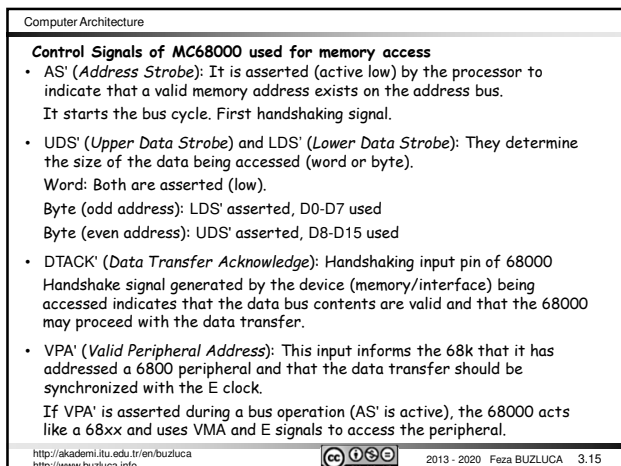 Computer Architecture
Control Signals of MC68000 used for memory access
• AS' (Address Strobe): It is asserted (active low) by the processor to
indicate that a valid memory address exists on the address bus.
It starts the bus cycle. First handshaking signal.
• UDS' (Upper Data Strobe) and LDS' (Lower Data Strobe): They determine
the size of the data being accessed (word or byte).
Word: Both are asserted (low).
Byte (odd address): LDS' asserted, D0-D7 used
Byte (even address): UDS' asserted, D8-D15 used
• DTACK' (Data Transfer Acknowledge): Handshaking input pin of 68000
Handshake signal generated by the device (memory/interface) being
accessed indicates that the data bus contents are valid and that the 68000
may proceed with the data transfer.
• VPA' (Valid Peripheral Address): This input informs the 68k that it has
addressed a 6800 peripheral and that the data transfer should be
synchronized with the E clock.
If VPA' is asserted during a bus operation (AS' is active), the 68000 acts
like a 68xx and uses VMA and E signals to access the peripheral.
http://akademi.itu.edu.tr/en/buzluca
http://www.buzluca.info
cc
2013 - 2020 Feza BUZLUCA 3.15